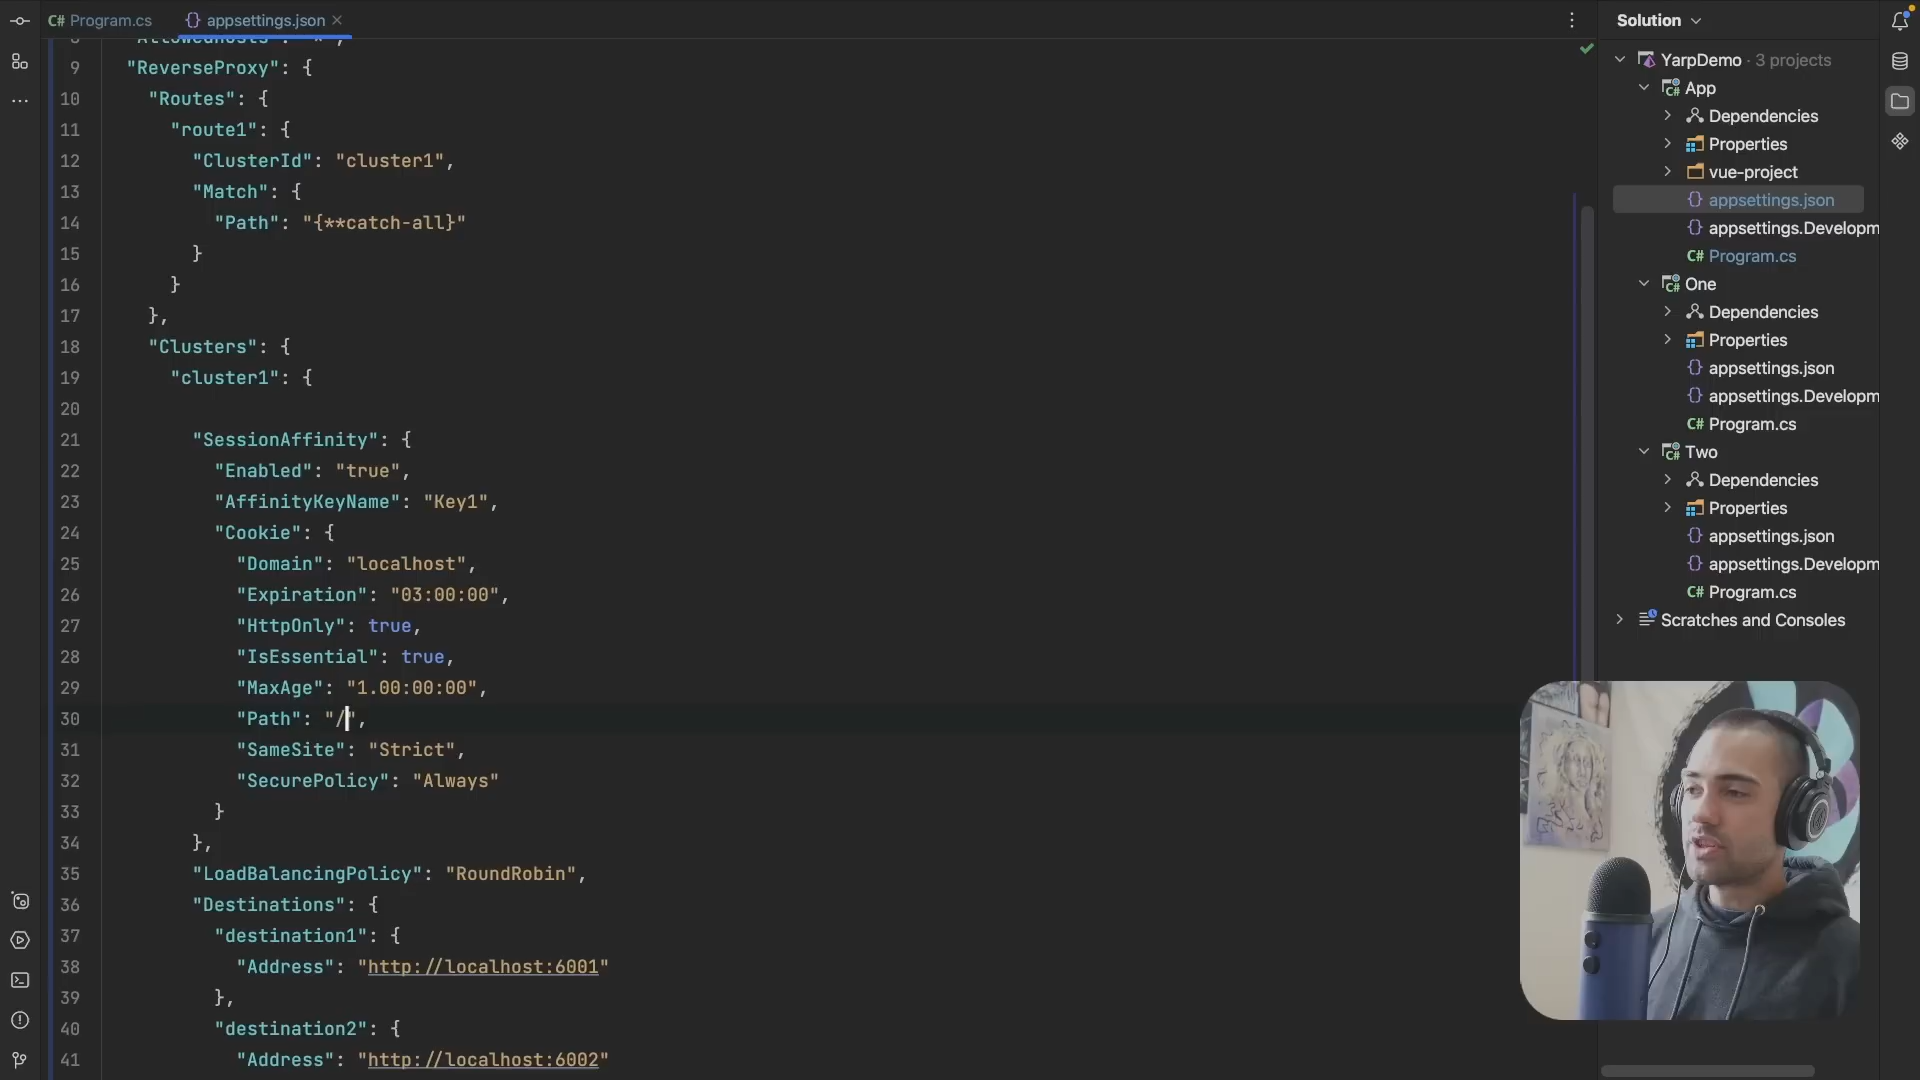 Program.cs
appsettings.json
8 "AllowedHosts": "*",
9 "ReverseProxy": {
10 "Routes": {
11 "route1": {
12 "ClusterId": "cluster1",
13 "Match": {
14 "Path": "{**catch-all}"
15 }
16 }
17 },
18 "Clusters": {
19 "cluster1": {
20
21 "SessionAffinity": {
22 "Enabled": "true",
23 "AffinityKeyName": "Key1",
24 "Cookie": {
25 "Domain": "localhost",
26 "Expiration": "03:00:00",
27 "HttpOnly": true,
28 "IsEssential": true,
29 "MaxAge": "1.00:00:00",
30 "Path": "/",
31 "SameSite": "Strict",
32 "SecurePolicy": "Always"
33 }
34 },
35 "LoadBalancingPolicy": "RoundRobin",
36 "Destinations": {
37 "destination1": {
38 "Address": "http://localhost:6001"
39 },
40 "destination2": {
41 "Address": "http://localhost:6002"
Solution
YarpDemo · 3 projects
App
Dependencies
Properties
vue-project
appsettings.json
appsettings.Developm
Program.cs
One
Dependencies
Properties
appsettings.json
appsettings.Developm
Program.cs
Two
Dependencies
Properties
appsettings.json
appsettings.Developm
Program.cs
Scratches and Consoles